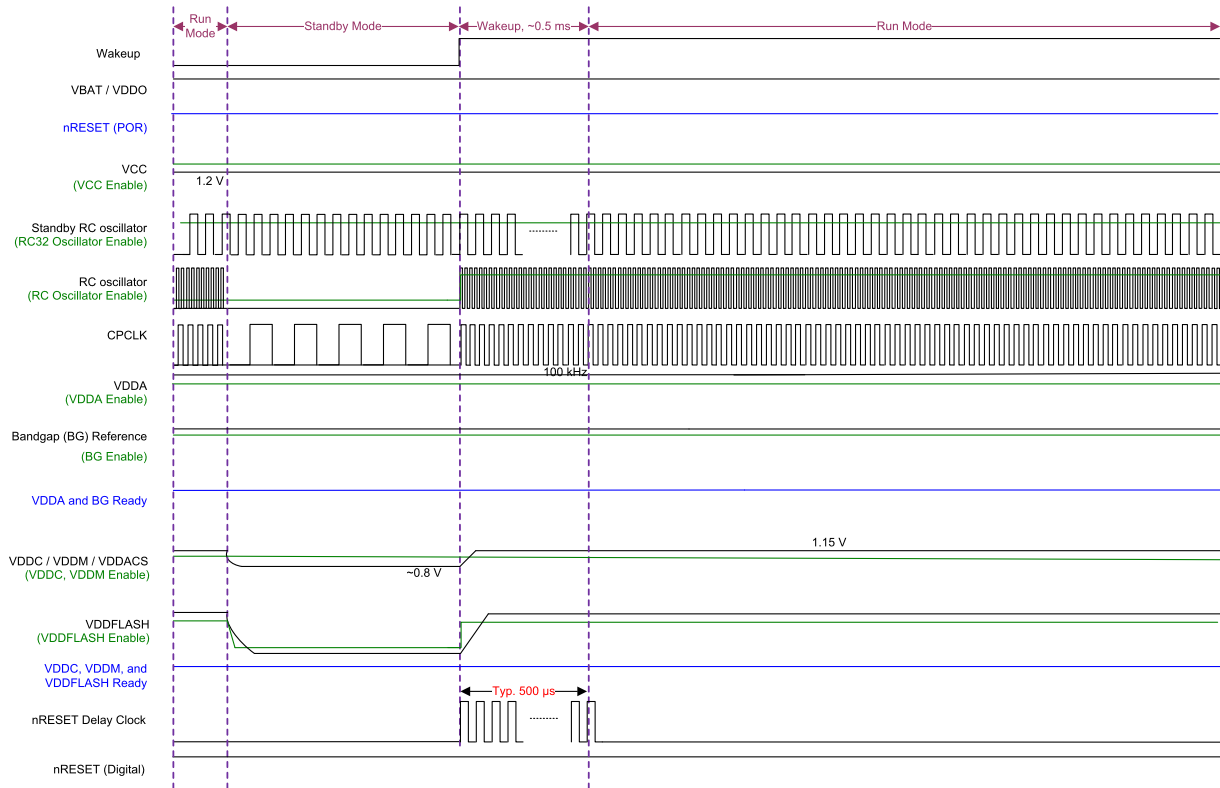 Run
Mode
Standby Mode
Wakeup, ~0.5 ms
Run Mode
Wakeup
VBAT / VDDO
nRESET (POR)
VCC
(VCC Enable)
1.2 V
Standby RC oscillator
(RC32 Oscillator Enable)
RC oscillator
(RC Oscillator Enable)
CPCLK
100 kHz
VDDA
(VDDA Enable)
Bandgap (BG) Reference
(BG Enable)
VDDA and BG Ready
1.15 V
VDDC / VDDM / VDDACS
(VDDC, VDDM Enable)
~0.8 V
VDDFLASH
(VDDFLASH Enable)
VDDC, VDDM, and
VDDFLASH Ready
Typ. 500 µs
nRESET Delay Clock
nRESET (Digital)